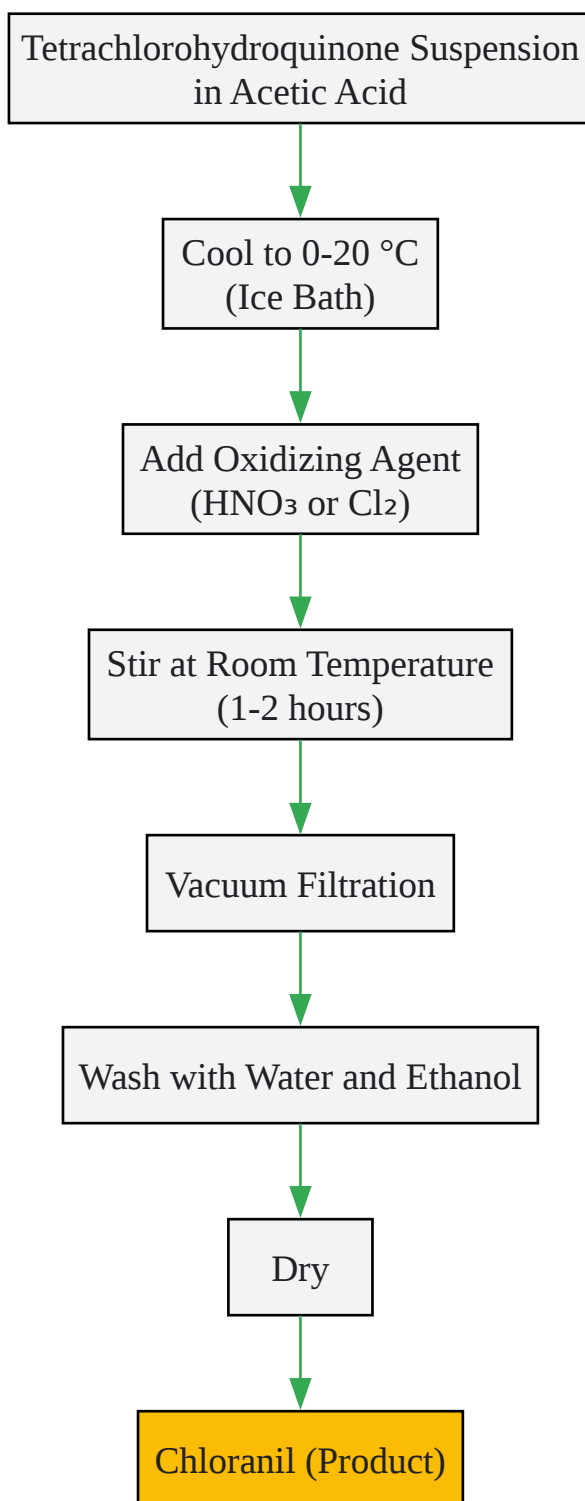 Tetrachlorohydroquinone Suspension
in Acetic Acid
Cool to 0-20 °C
(Ice Bath)
Add Oxidizing Agent
(HNO₃ or Cl₂)
Stir at Room Temperature
(1-2 hours)
Vacuum Filtration
Wash with Water and Ethanol
Dry
Chloranil (Product)